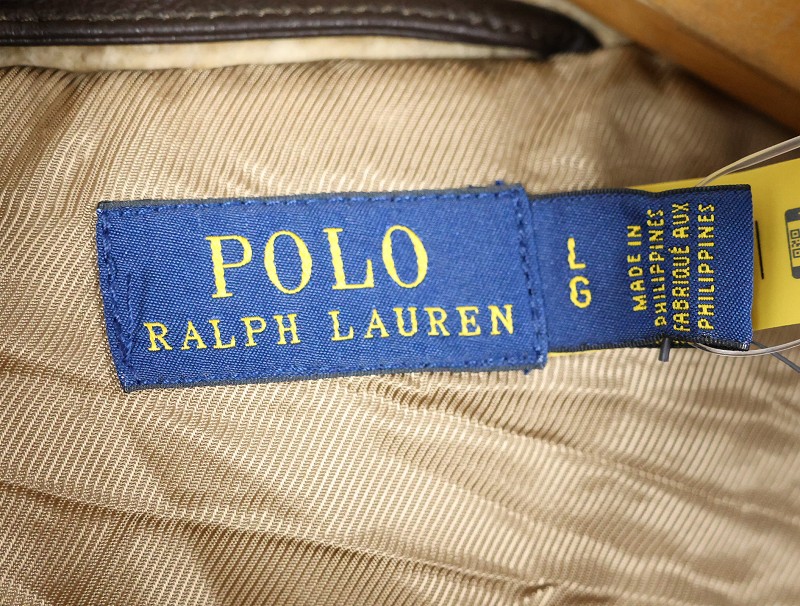 POLO
RALPH LAUREN
L
G
MADE IN
PHILIPPINES
FABRIQUÉ AUX
PHILIPPINES